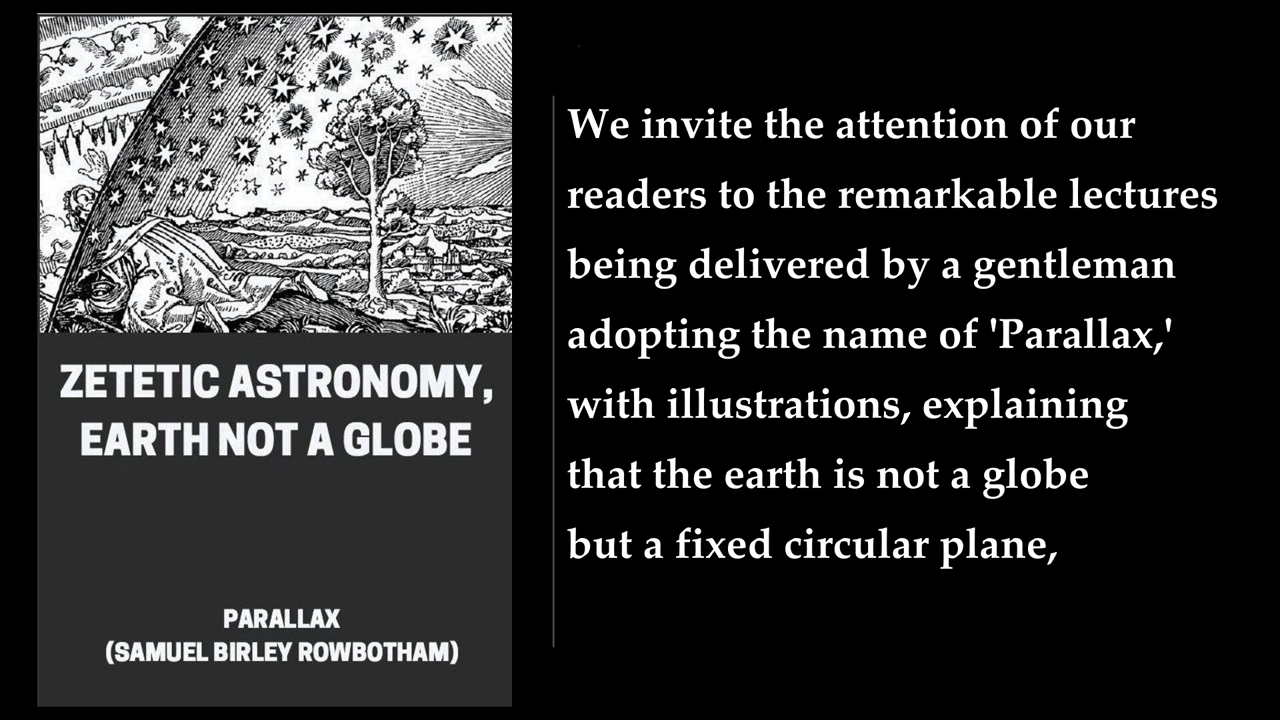 ZETETIC ASTRONOMY,
EARTH NOT A GLOBE
PARALLAX
(SAMUEL BIRLEY ROWBOTHAM)
We invite the attention of our
readers to the remarkable lectures
being delivered by a gentleman
adopting the name of 'Parallax,'
with illustrations, explaining
that the earth is not a globe
but a fixed circular plane,